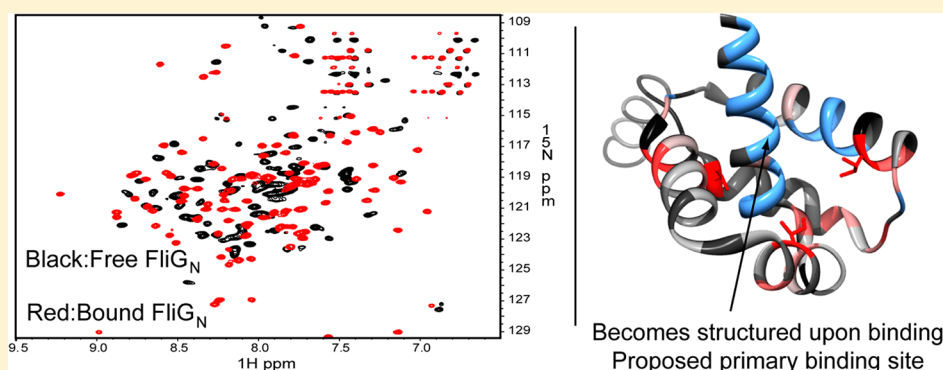 109
111
113
115
117
119
121
123
125
127
129
15N ppm
Black:Free FliG_N
Red:Bound FliG_N
9.5 9.0 8.5 8.0 7.5 7.0
1H ppm
Becomes structured upon binding
Proposed primary binding site